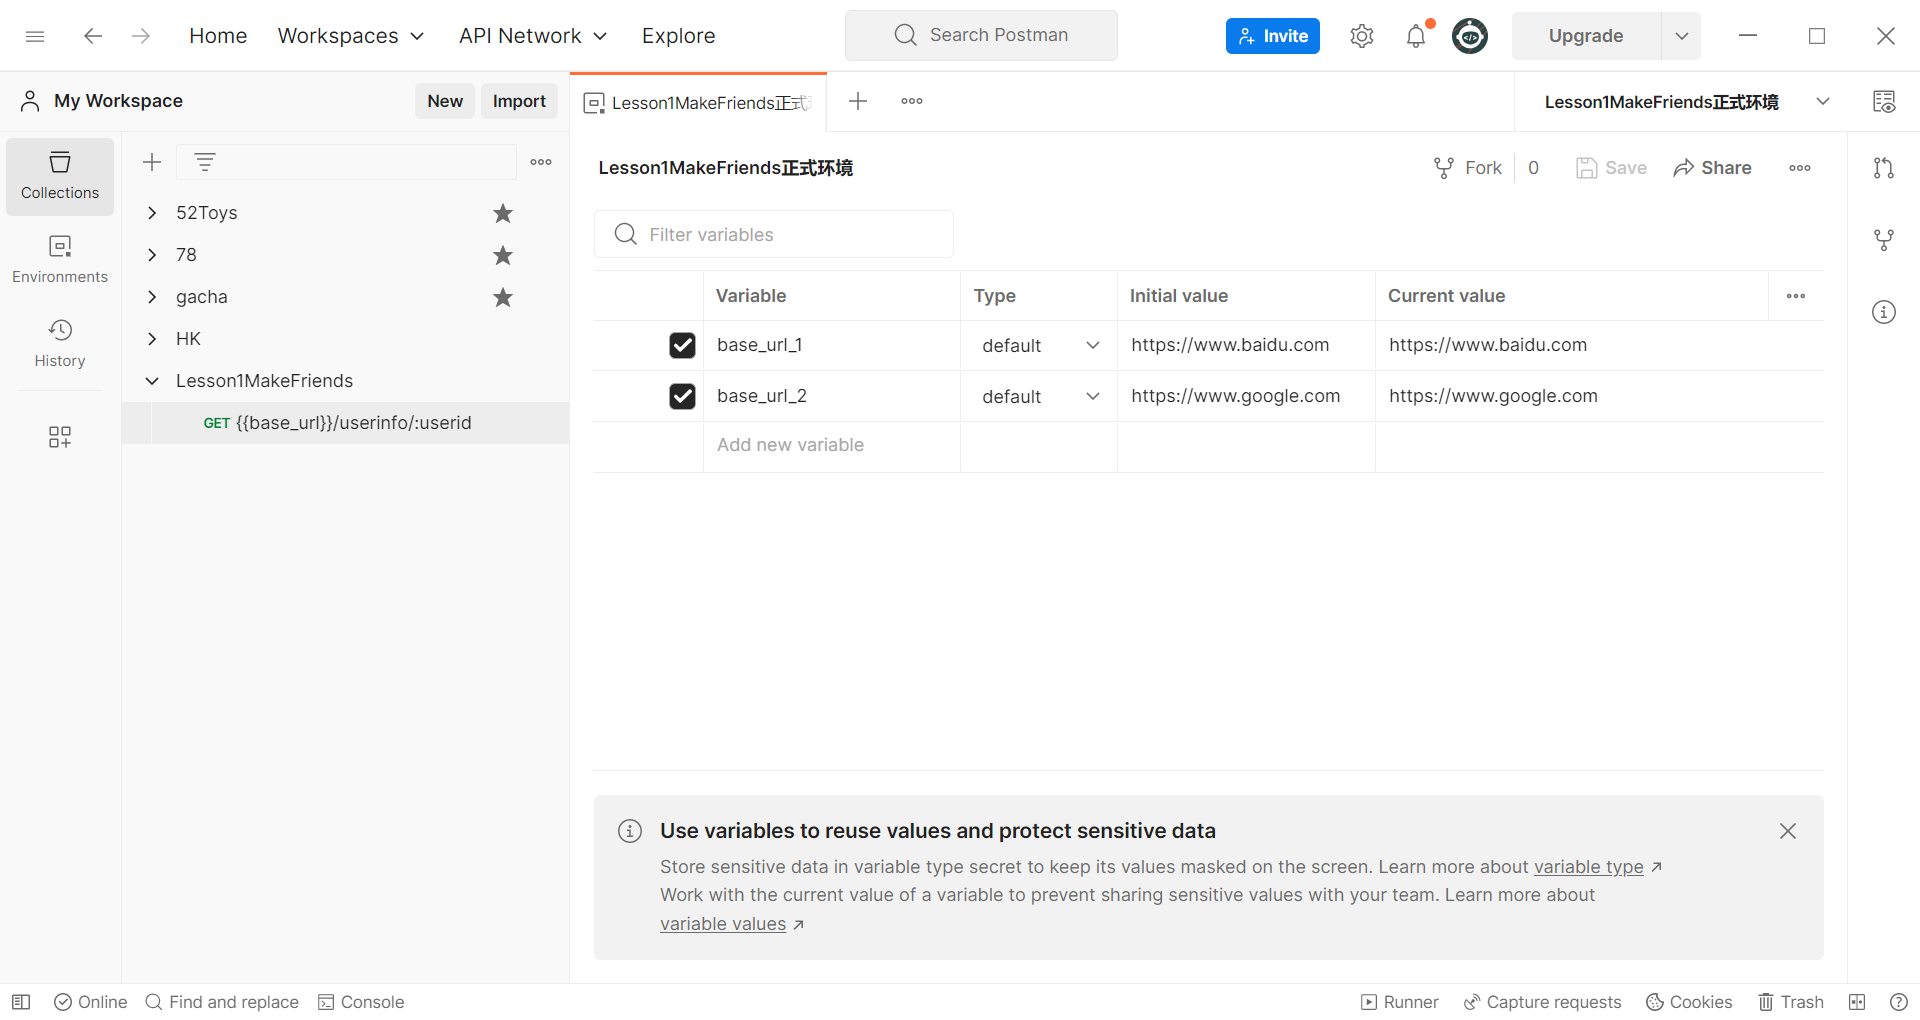 Home Workspaces API Network Explore Search Postman Invite Upgrade
My Workspace New Import
Lesson1MakeFriends正式
Lesson1MakeFriends正式环境
Collections
Environments
History
52Toys
78
gacha
HK
Lesson1MakeFriends
GET {{base_url}}/userinfo/:userid
Lesson1MakeFriends正式环境 Fork 0 Save Share
Filter variables
Variable Type Initial value Current value
base_url_1 default https://www.baidu.com https://www.baidu.com
base_url_2 default https://www.google.com https://www.google.com
Add new variable
Use variables to reuse values and protect sensitive data
Store sensitive data in variable type secret to keep its values masked on the screen. Learn more about variable type
Work with the current value of a variable to prevent sharing sensitive values with your team. Learn more about
variable values
Online Find and replace Console Runner Capture requests Cookies Trash